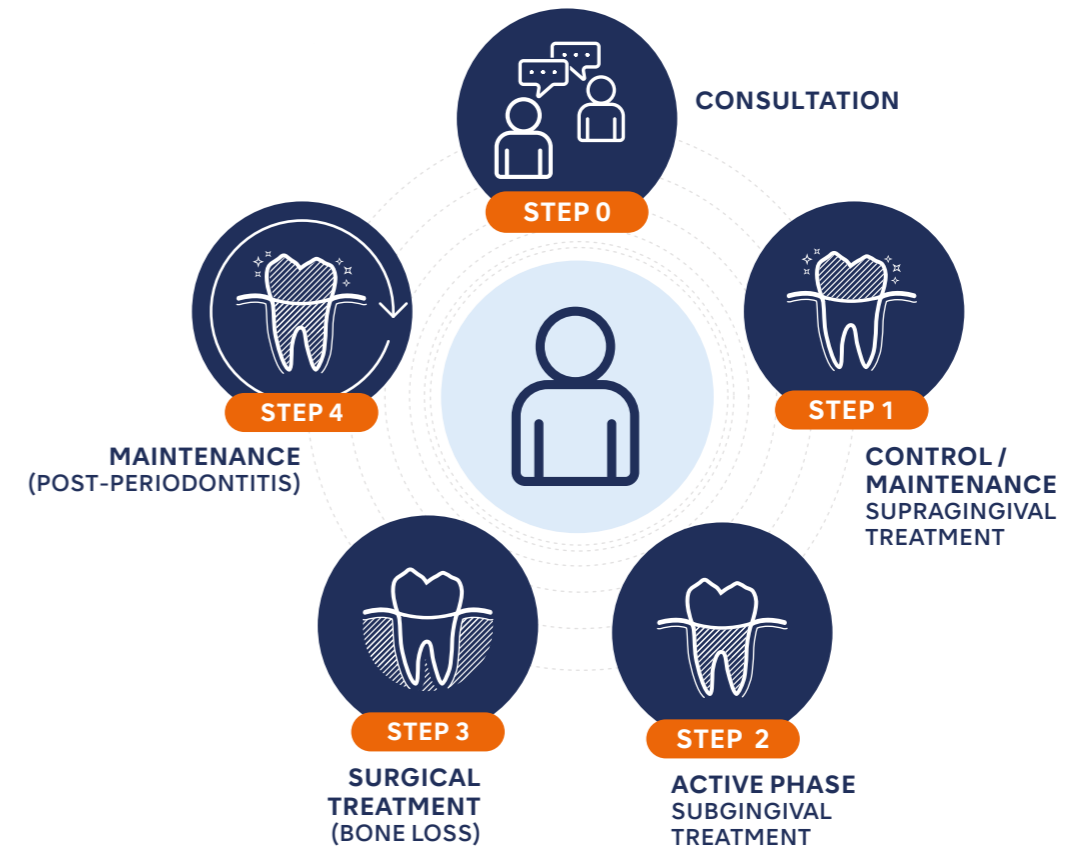 CONSULTATION
STEP 0
STEP 1
CONTROL /
MAINTENANCE
SUPRAGINGIVAL
TREATMENT
STEP 2
ACTIVE PHASE
SUBGINGIVAL
TREATMENT
STEP 3
SURGICAL
TREATMENT
(BONE LOSS)
STEP 4
MAINTENANCE
(POST-PERIODONTITIS)